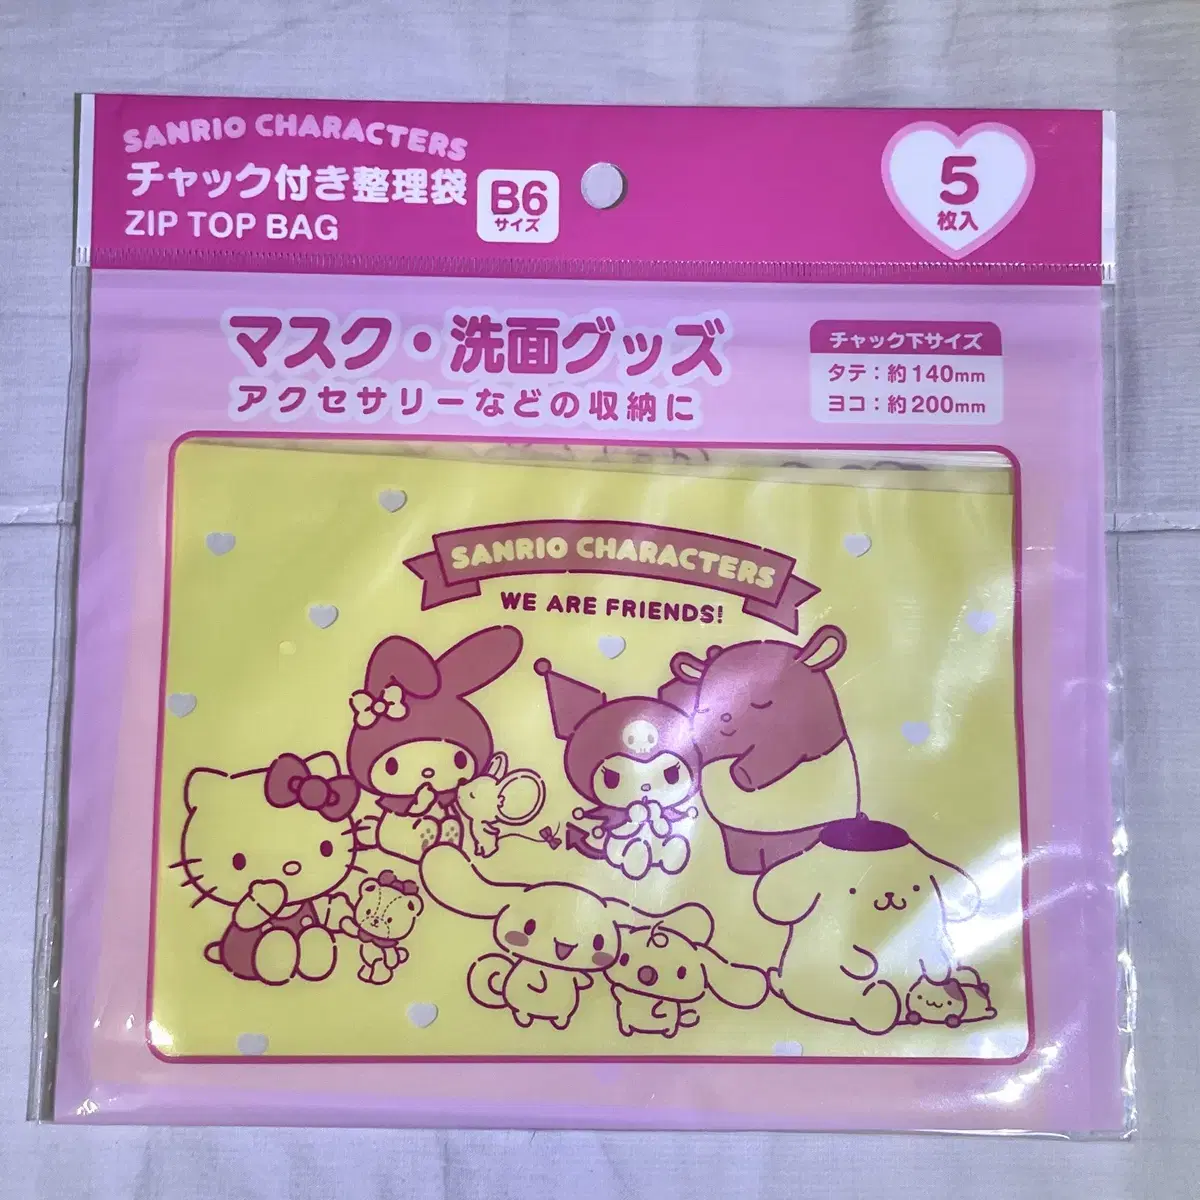 SANRIO CHARACTERS
チャック付き整理袋
ZIP TOP BAG
B6
サイズ
5
枚入
マスク・洗面グッズ
アクセサリーなどの収納に
チャック下サイズ
タテ：約140mm
ヨコ：約200mm
SANRIO CHARACTERS
WE ARE FRIENDS!